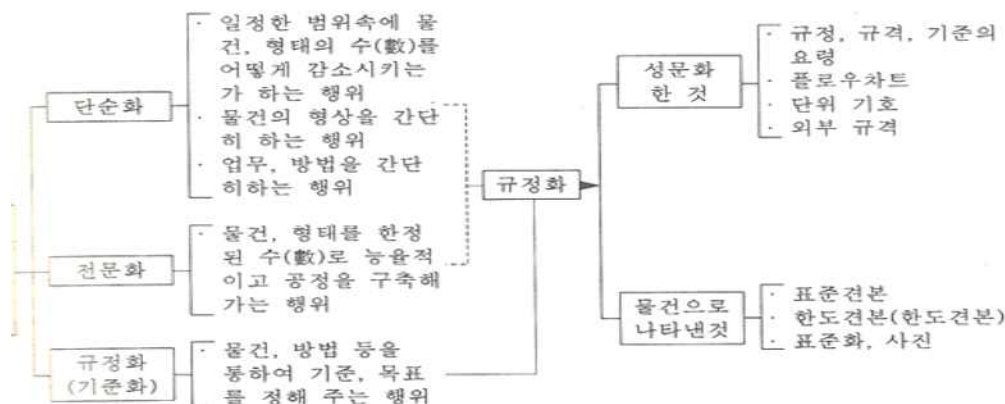 단순화
· 일정한 범위속에 물
건, 형태의 수(數)를
어떻게 감소시키는
가 하는 행위
· 물건의 형상을 간단
히 하는 행위
· 업무, 방법을 간단
히하는 행위
전문화
· 물건, 형태를 한정
된 수(數)로 능율적
이고 공정을 구축해
가는 행위
규정화
(기준화)
· 물건, 방법 등을
통하여 기준, 목표
를 정해 주는 행위
규정화
성문화
한 것
· 규정, 규격, 기준의
요령
· 플로우차트
· 단위 기호
· 외부 규격
물건으로
나타낸것
· 표준견본
· 한도견본(한도견본)
· 표준화, 사진